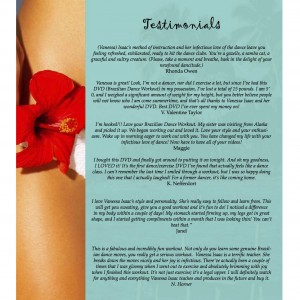 Testimonials
(Vanessa) Isaac's method of instruction and her infectious love of the dance leave you
feeling refreshed, exhilarated, ready to hit the dance clubs. You're a gazelle, a samba cat, a
graceful and sultry creature. (Please, take a moment and breathe, bask in the delight of your
newfound dancitude.)
Rhonda Owen
Vanessa is great! Look, I'm not a dancer, nor did I exercise a lot, but since I've had this
DVD (Brazilian Dance Workout) in my possession, I've lost a total of 25 pounds. I am 5'
0, and I weighed a significant amount of weight for my height, but you better believe people
will not know who I am come summertime, and that's all thanks to Vanessa Isaac and her
wonderful DVD. Best DVD I've ever spent my money on!
V. Valentine Taylor
I'm hooked!!! Love your Brazilian Dance Workout. My sister was visiting from Alaska
and picked it up. We began working out and loved it. Love your style and your enthusi-
asm. Wake up in morning eager to work out with you. You have changed my life with your
infectious love of dance! Now have to have all of your videos!
Maggie
I bought this DVD and finally got around to putting it on tonight. And oh my goodness,
I LOVED it! It's the first dance/exercise DVD I've found that actually feels like a dance
class. I can't remember the last time I smiled through a workout, but I was so happy doing
this one that I actually laughed! For a former dancer, it's like coming home.
K. Nefferdorf
I love Vanessa Isaac's style and personality. She's really easy to follow and learn from. This
will get you sweating, give you a good workout and it's fun to do! I noticed a difference in
my body within a couple of days! My stomach started firming up, my legs got in great
shape, and I started getting compliments within a month that I was looking thin! You can't
beat that."
Janel
This is a fabulous and incredibly fun workout. Not only do you learn some genuine Brazil-
ian dance moves, you really get a serious workout. Vanessa Isaac is a terrific teacher. She
breaks down the moves nicely and her joy is infectious. There're actually been a couple of
times that I was gloomy when I went out to exercise and absolutely brimming with joy
when I finished this workout. It's not just exercise; it's a legal upper. I will definitely watch
for anything and everything Vanessa Isaac teaches and produces in the future and buy it.
N. Horner